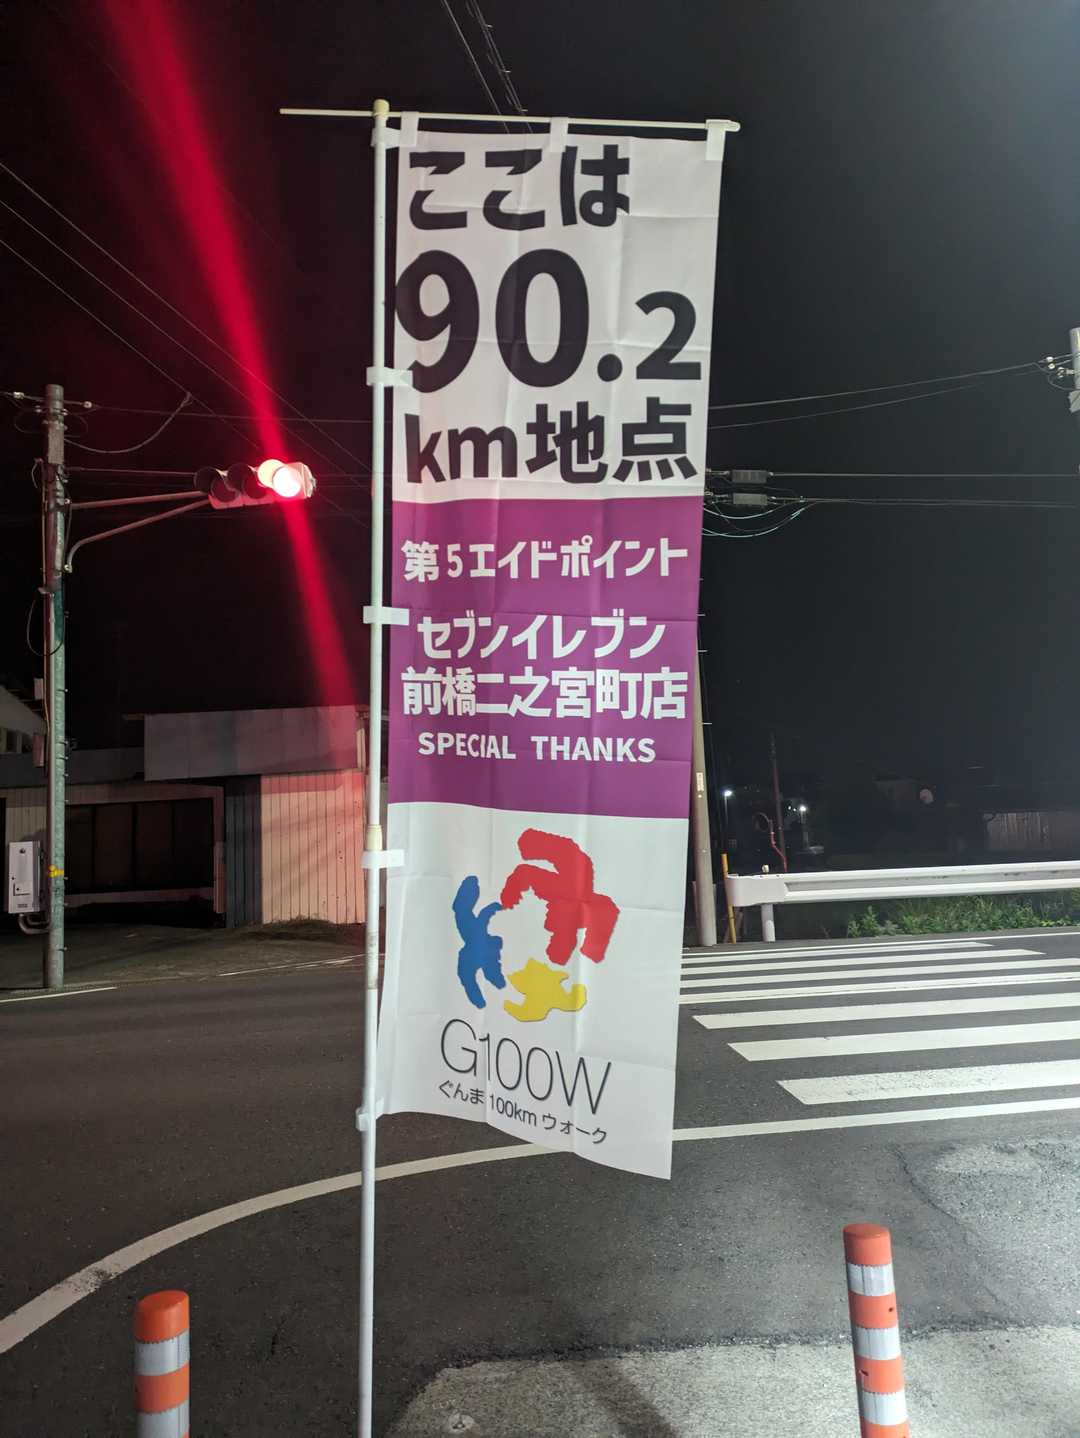 ここは
90.2
km地点
第5エイドポイント
セブンイレブン
前橋二之宮町店
SPECIAL THANKS
G100W
ぐんま100kmウォーク